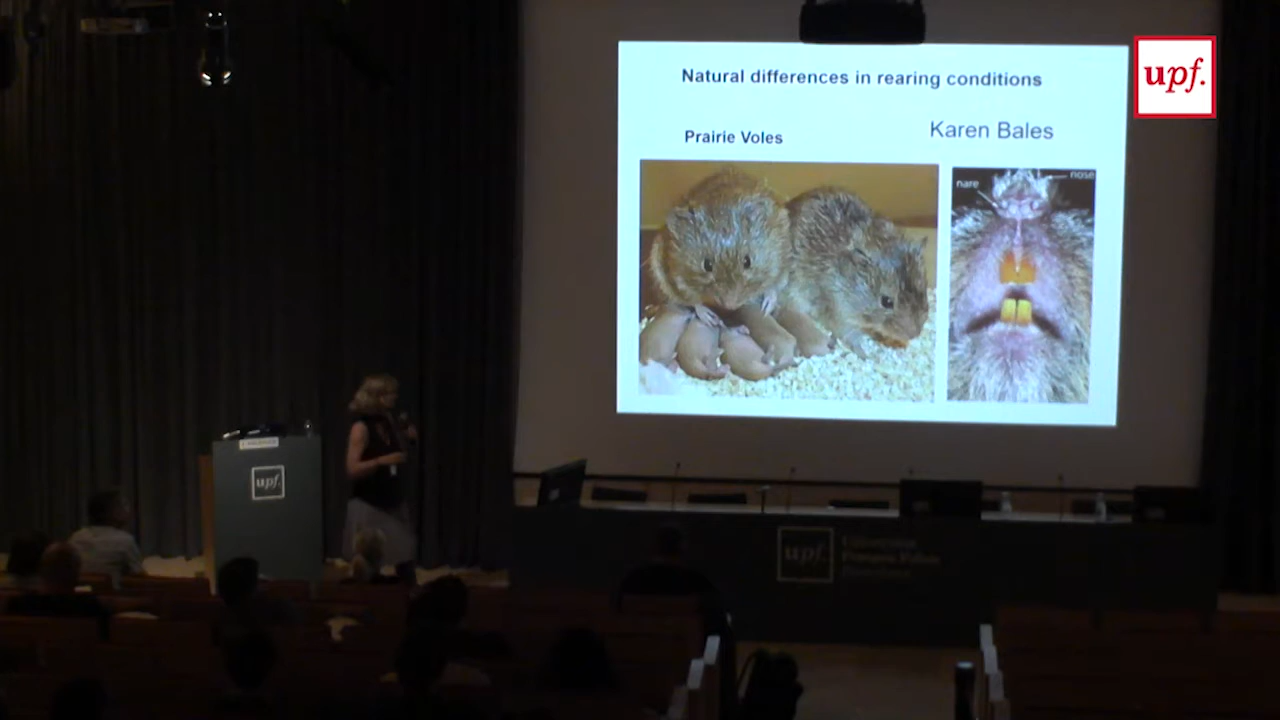 Natural differences in rearing conditions
upf.
Karen Bales
Prairie Voles
nare
nose
upf.
upf.